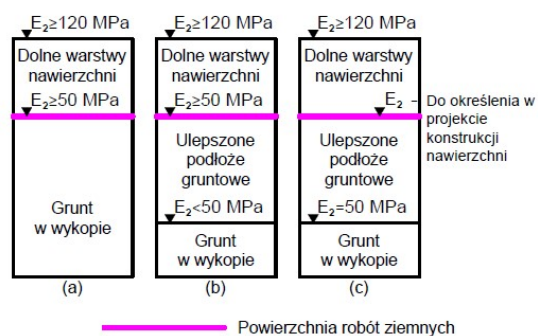 E₂≥120 MPa
Dolne warstwy
nawierzchni
E₂≥50 MPa
Grunt
w wykopie
(a)
E₂≥120 MPa
Dolne warstwy
nawierzchni
E₂≥50 MPa
Ulepszone
podłoże
gruntowe
E₂<50 MPa
Grunt
w wykopie
(b)
E₂≥120 MPa
Dolne warstwy
nawierzchni
E₂ - Do określenia w
projekcie
konstrukcji
nawierzchni
Ulepszone
podłoże
gruntowe
E₂=50 MPa
Grunt
w wykopie
(c)
Powierzchnia robót ziemnych